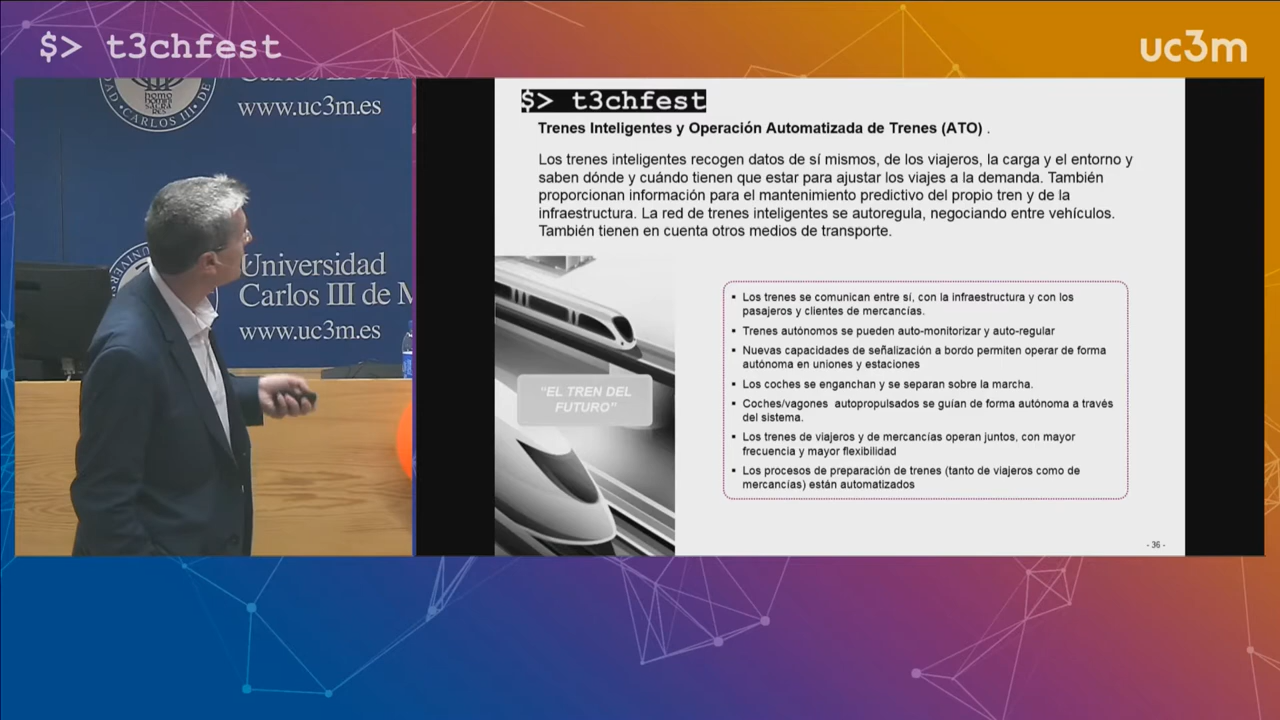 $> t3chfest
uc3m
www.uc3m.es
Universidad
Carlos III de M
www.uc3m.es
$> t3chfest
Trenes Inteligentes y Operación Automatizada de Trenes (ATO) .
Los trenes inteligentes recogen datos de sí mismos, de los viajeros, la carga y el entorno y
saben dónde y cuándo tienen que estar para ajustar los viajes a la demanda. También
proporcionan información para el mantenimiento predictivo del propio tren y de la
infraestructura. La red de trenes inteligentes se autoregula, negociando entre vehículos.
También tienen en cuenta otros medios de transporte.
“EL TREN DEL
FUTURO”
▪ Los trenes se comunican entre sí, con la infraestructura y con los
pasajeros y clientes de mercancías.
▪ Trenes autónomos se pueden auto-monitorizar y auto-regular
▪ Nuevas capacidades de señalización a bordo permiten operar de forma
autónoma en uniones y estaciones
▪ Los coches se enganchan y se separan sobre la marcha.
▪ Coches/vagones autopropulsados se guían de forma autónoma a través
del sistema.
▪ Los trenes de viajeros y de mercancías operan juntos, con mayor
frecuencia y mayor flexibilidad
▪ Los procesos de preparación de trenes (tanto de viajeros como de
mercancías) están automatizados
- 36 -